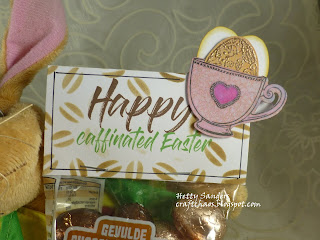 Happy
caffinated Easter
Hetty Sanders
craftchaos.blogspot.com
GEVULDE